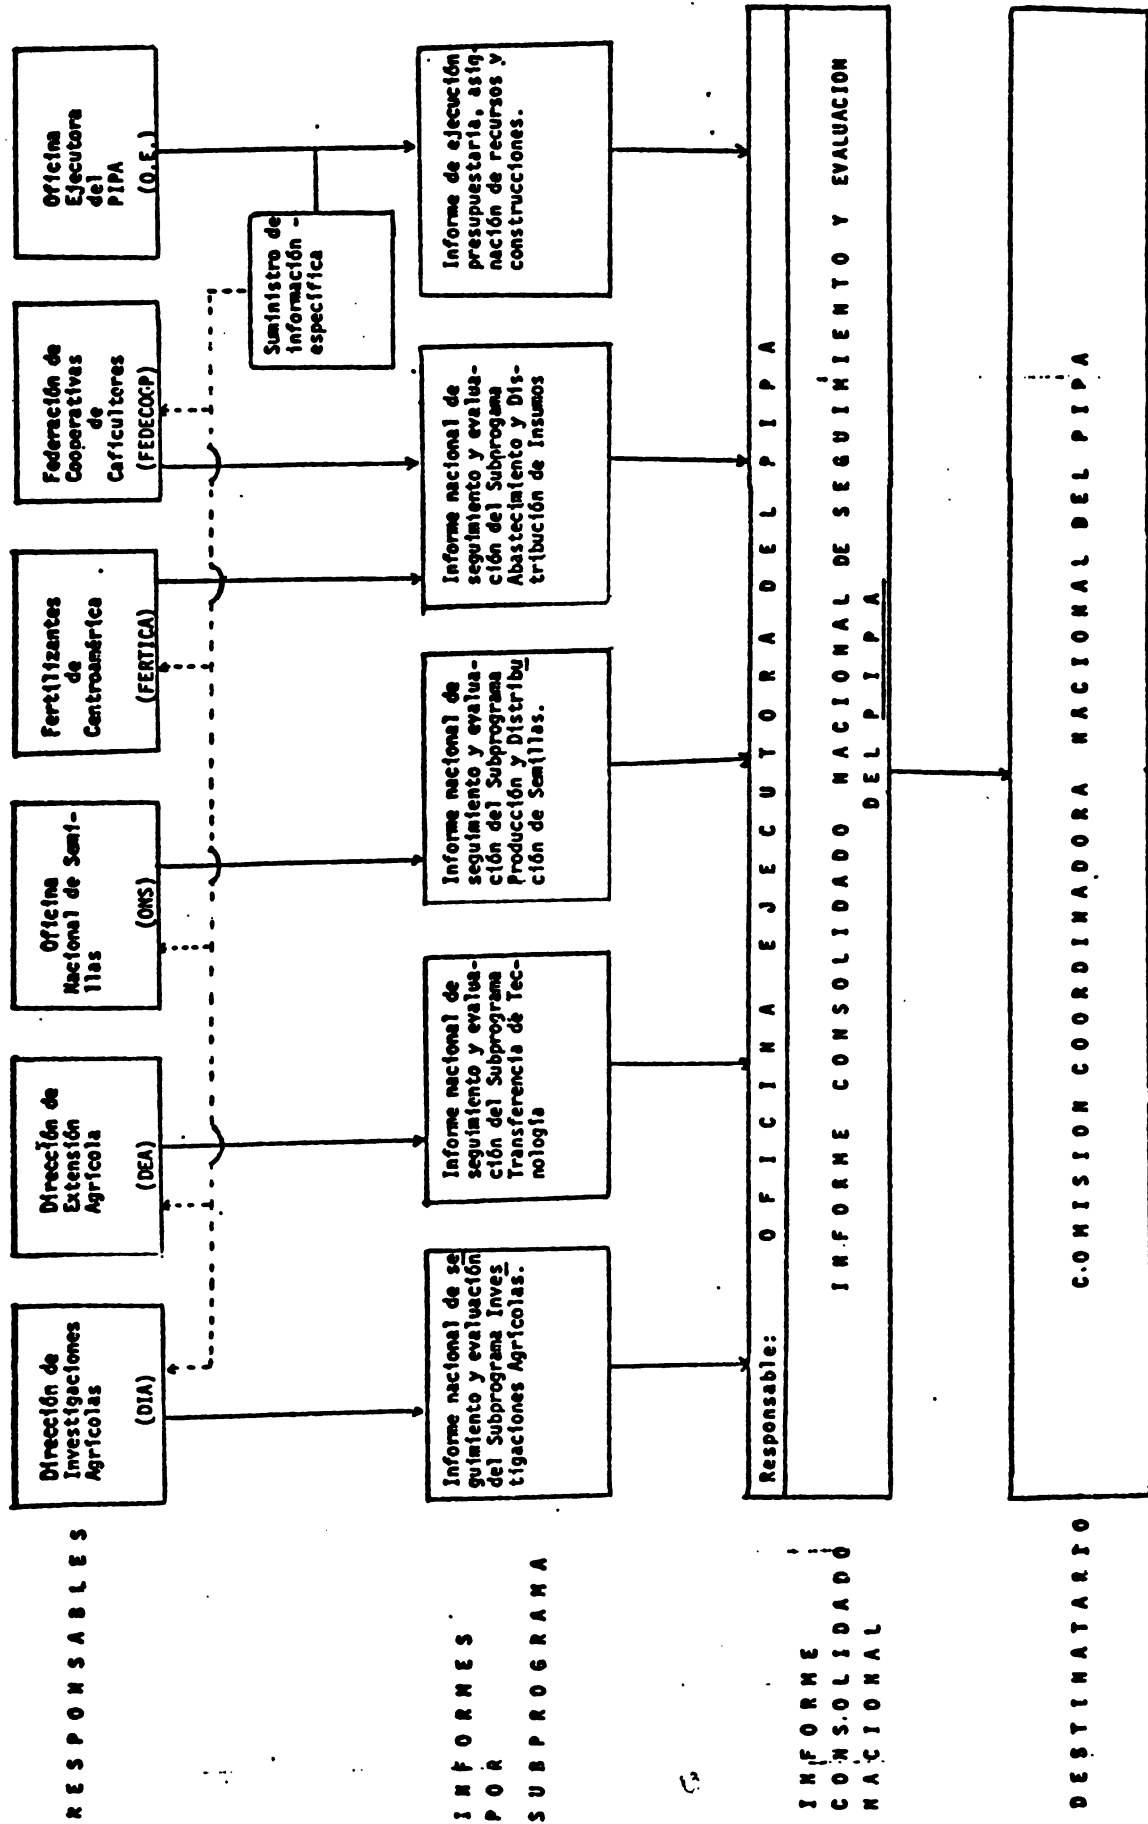 RESPONSABLES
Dirección de
Investigaciones
Agrícolas
(DIA)
Dirección de
Extensión
Agrícola
(DEA)
Oficina
Nacional de Semi-
llas
(ONS)
Fertilizantes
de
Centroamérica
(FERTICA)
Federación de
Cooperativas
de
Caficultores
(FEDECOOP)
Oficina
Ejecutora
del
PIPA
(O.E.)
Suministro de
información -
específica
INFORMES
POR
SUBPROGRAMA
Informe nacional de se
guimiento y evaluación
del Subprograma Inves
tigaciones Agrícolas.
Informe nacional de
seguimiento y evalua-
ción del Subprograma
Transferencia de Tec-
nología
Informe nacional de
seguimiento y evalua-
ción del Subprograma
Producción y Distribu
ción de Semillas.
Informe nacional de
seguimiento y evalua-
ción del Subprogama
Abastecimiento y Dis-
tribución de Insumos
Informe de ejecución
presupuestaria, asig-
nación de recursos y
construcciones.
INFORME
CONSOLIDADO
NACIONAL
Responsable: OFICINA EJECUTORA DEL PIPA
INFORME CONSOLIDADO NACIONAL DE SEGUIMIENTO Y EVALUACION
DEL PIPA
DESTINATARIO
COMISION COORDINADORA NACIONAL DEL PIPA